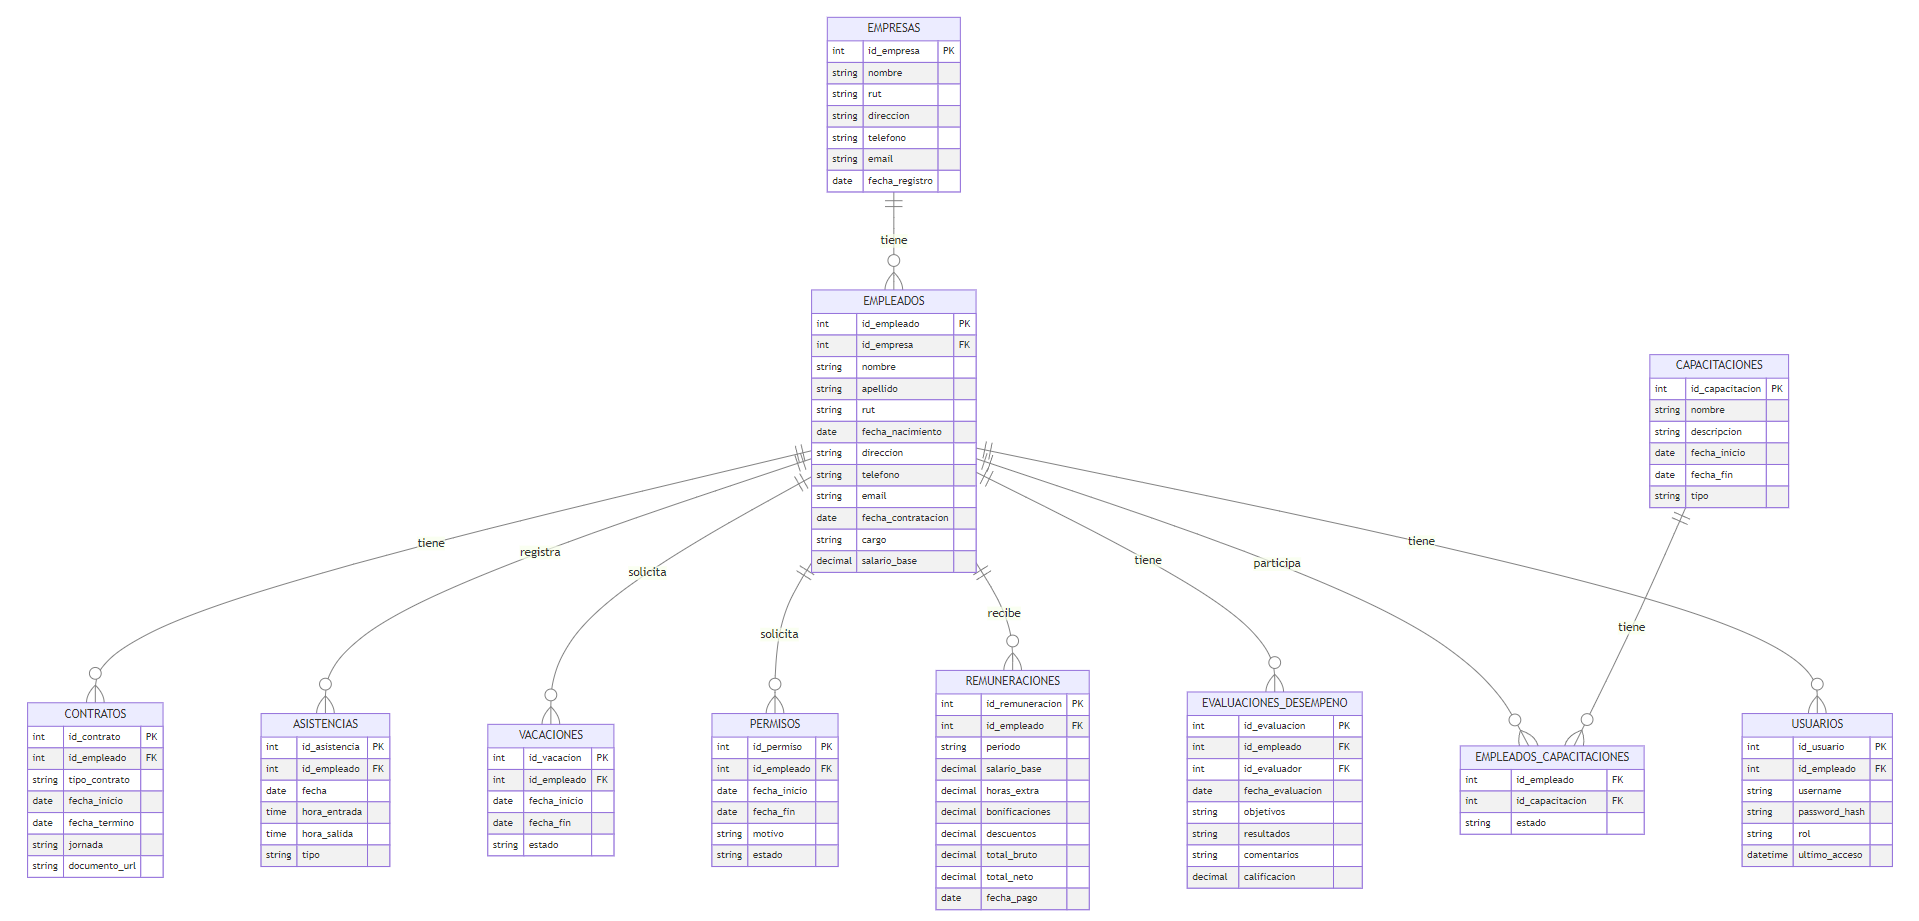 EMPRESAS
int id_empresa PK
string nombre
string rut
string direccion
string telefono
string email
date fecha_registro
tiene
EMPLEADOS
int id_empleado PK
int id_empresa FK
string nombre
string apellido
string rut
date fecha_nacimiento
string direccion
string telefono
string email
date fecha_contratacion
string cargo
decimal salario_base
CAPACITACIONES
int id_capacitacion PK
string nombre
string descripcion
date fecha_inicio
date fecha_fin
string tipo
tiene
registra
solicita
solicita
recibe
tiene
participa
tiene
tiene
CONTRATOS
int id_contrato PK
int id_empleado FK
string tipo_contrato
date fecha_inicio
date fecha_termino
string jornada
string documento_url
ASISTENCIAS
int id_asistencia PK
int id_empleado FK
date fecha
time hora_entrada
time hora_salida
string tipo
VACACIONES
int id_vacacion PK
int id_empleado FK
date fecha_inicio
date fecha_fin
string estado
PERMISOS
int id_permiso PK
int id_empleado FK
date fecha_inicio
date fecha_fin
string motivo
string estado
REMUNERACIONES
int id_remuneracion PK
int id_empleado FK
string periodo
decimal salario_base
decimal horas_extra
decimal bonificaciones
decimal descuentos
decimal total_bruto
decimal total_neto
date fecha_pago
EVALUACIONES_DESEMPENO
int id_evaluacion PK
int id_empleado FK
int id_evaluador FK
date fecha_evaluacion
string objetivos
string resultados
string comentarios
decimal calificacion
EMPLEADOS_CAPACITACIONES
int id_empleado FK
int id_capacitacion FK
string estado
USUARIOS
int id_usuario PK
int id_empleado FK
string username
string password_hash
string rol
datetime ultimo_acceso